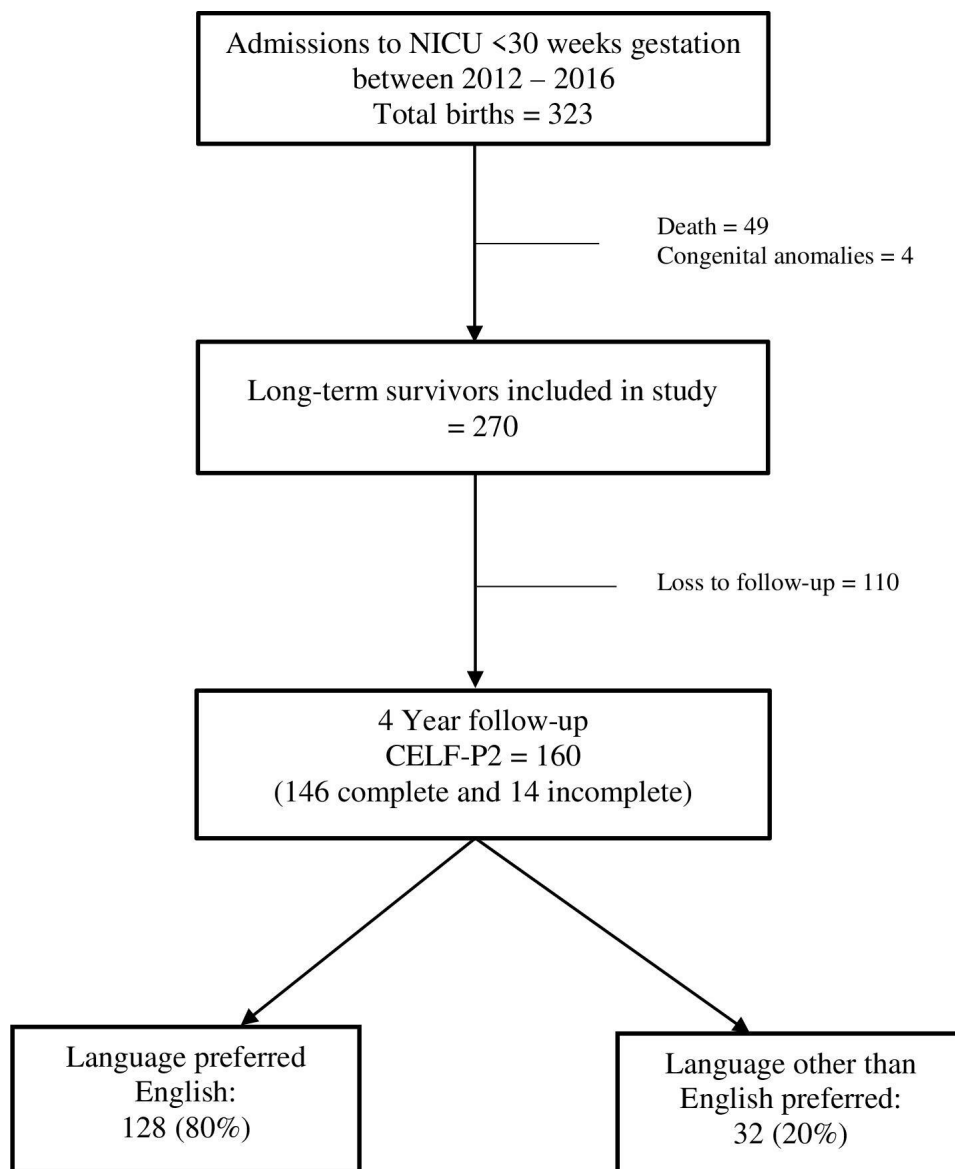 Admissions to NICU <30 weeks gestation
between 2012 – 2016
Total births = 323
Death = 49
Congenital anomalies = 4
Long-term survivors included in study
= 270
Loss to follow-up = 110
4 Year follow-up
CELF-P2 = 160
(146 complete and 14 incomplete)
Language preferred
English:
128 (80%)
Language other than
English preferred:
32 (20%)